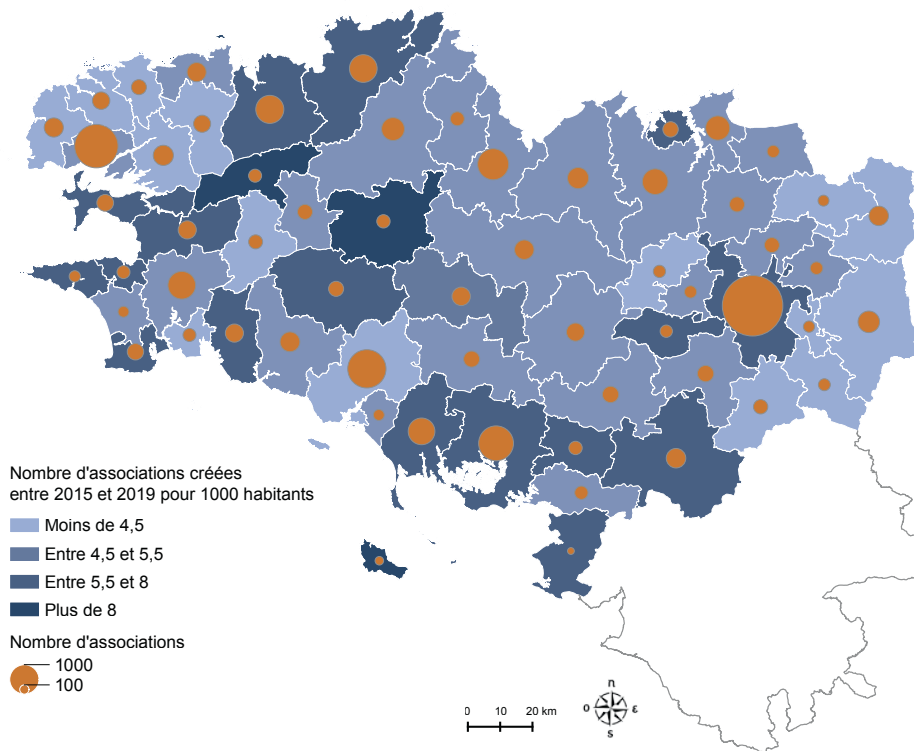 Nombre d'associations créées
entre 2015 et 2019 pour 1000 habitants
Moins de 4,5
Entre 4,5 et 5,5
Entre 5,5 et 8
Plus de 8
Nombre d'associations
1000
100
0 10 20 km
n
o ε
s